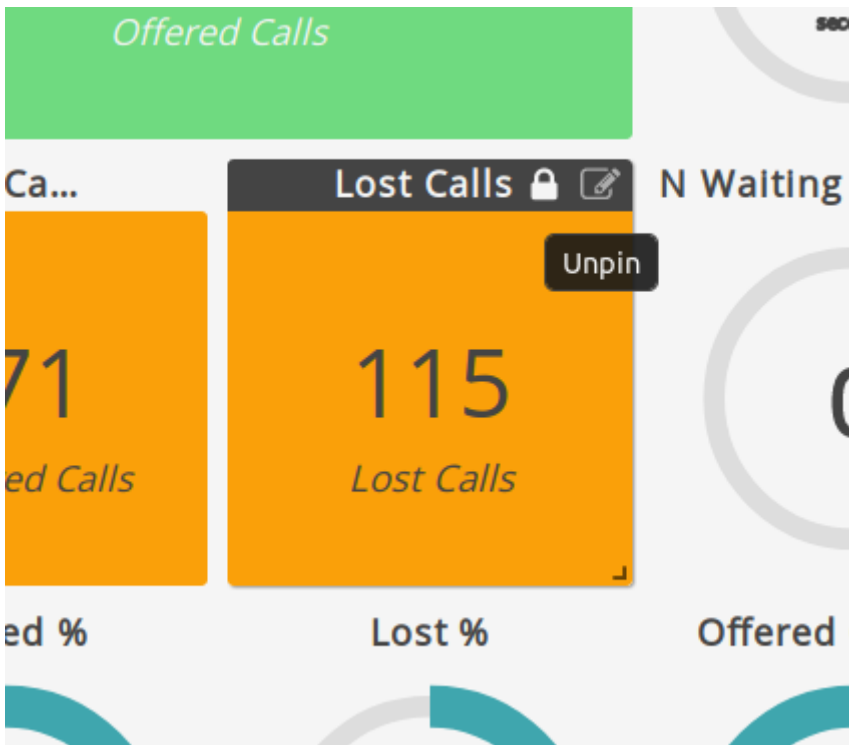 Offered Calls
Ca...
Lost Calls
N Waiting
Unpin
71
115
ed Calls
Lost Calls
ed %
Lost %
Offered